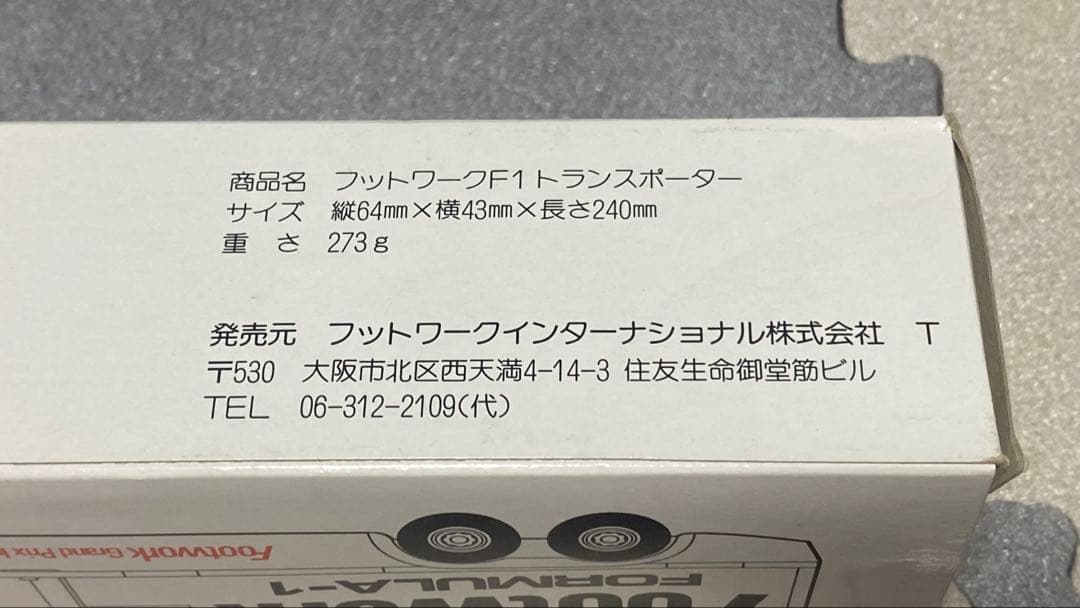 商品名　フットワークF1トランスポーター
サイズ　縦64㎜×横43㎜×長さ240㎜
重　さ　273g
発売元　フットワークインターナショナル株式会社　T
〒530　大阪市北区西天満4-14-3 住友生命御堂筋ビル
TEL　06-312-2109(代)
Footwork Grand Prix
FORMULA-1
Footwork